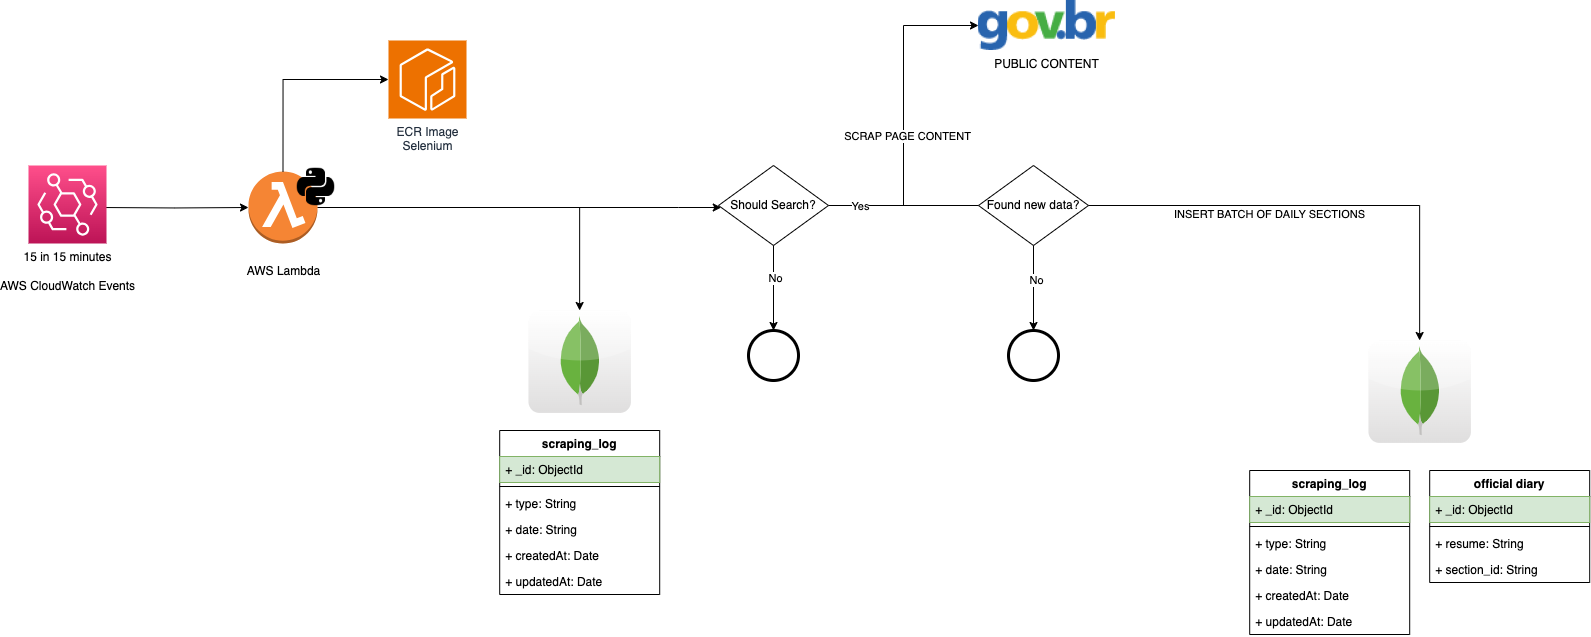 gov.br
PUBLIC CONTENT
SCRAP PAGE CONTENT
ECR Image
Selenium
15 in 15 minutes
AWS CloudWatch Events
AWS Lambda
Should Search?
Yes
No
Found new data?
No
INSERT BATCH OF DAILY SECTIONS
scraping_log
+ _id: ObjectId
+ type: String
+ date: String
+ createdAt: Date
+ updatedAt: Date
scraping_log
+ _id: ObjectId
+ type: String
+ date: String
+ createdAt: Date
+ updatedAt: Date
official diary
+ _id: ObjectId
+ resume: String
+ section_id: String